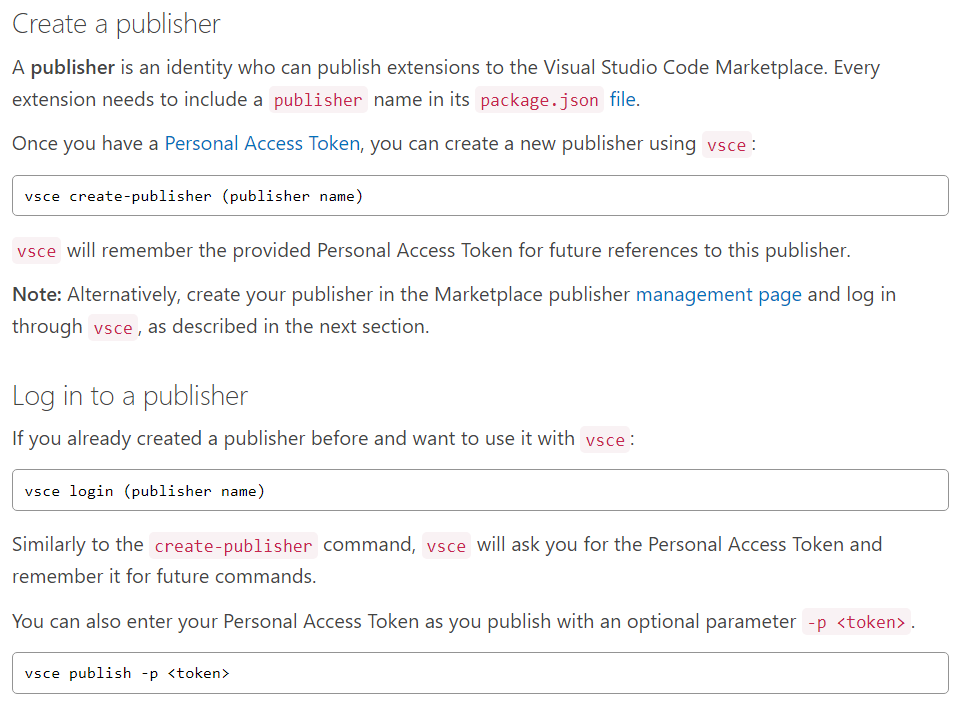 Create a publisher
A publisher is an identity who can publish extensions to the Visual Studio Code Marketplace. Every
extension needs to include a publisher name in its package.json file.
Once you have a Personal Access Token, you can create a new publisher using vsce:
vsce create-publisher (publisher name)
vsce will remember the provided Personal Access Token for future references to this publisher.
Note: Alternatively, create your publisher in the Marketplace publisher management page and log in
through vsce, as described in the next section.
Log in to a publisher
If you already created a publisher before and want to use it with vsce:
vsce login (publisher name)
Similarly to the create-publisher command, vsce will ask you for the Personal Access Token and
remember it for future commands.
You can also enter your Personal Access Token as you publish with an optional parameter -p <token>.
vsce publish -p <token>